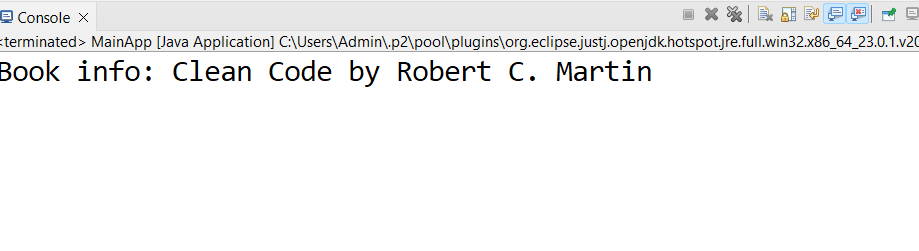 Console
<terminated> MainApp [Java Application] C:\Users\Admin\.p2\pool\plugins\org.eclipse.justj.openjdk.hotspot.jre.full.win32.x86_64_23.0.1.v20
Book info: Clean Code by Robert C. Martin